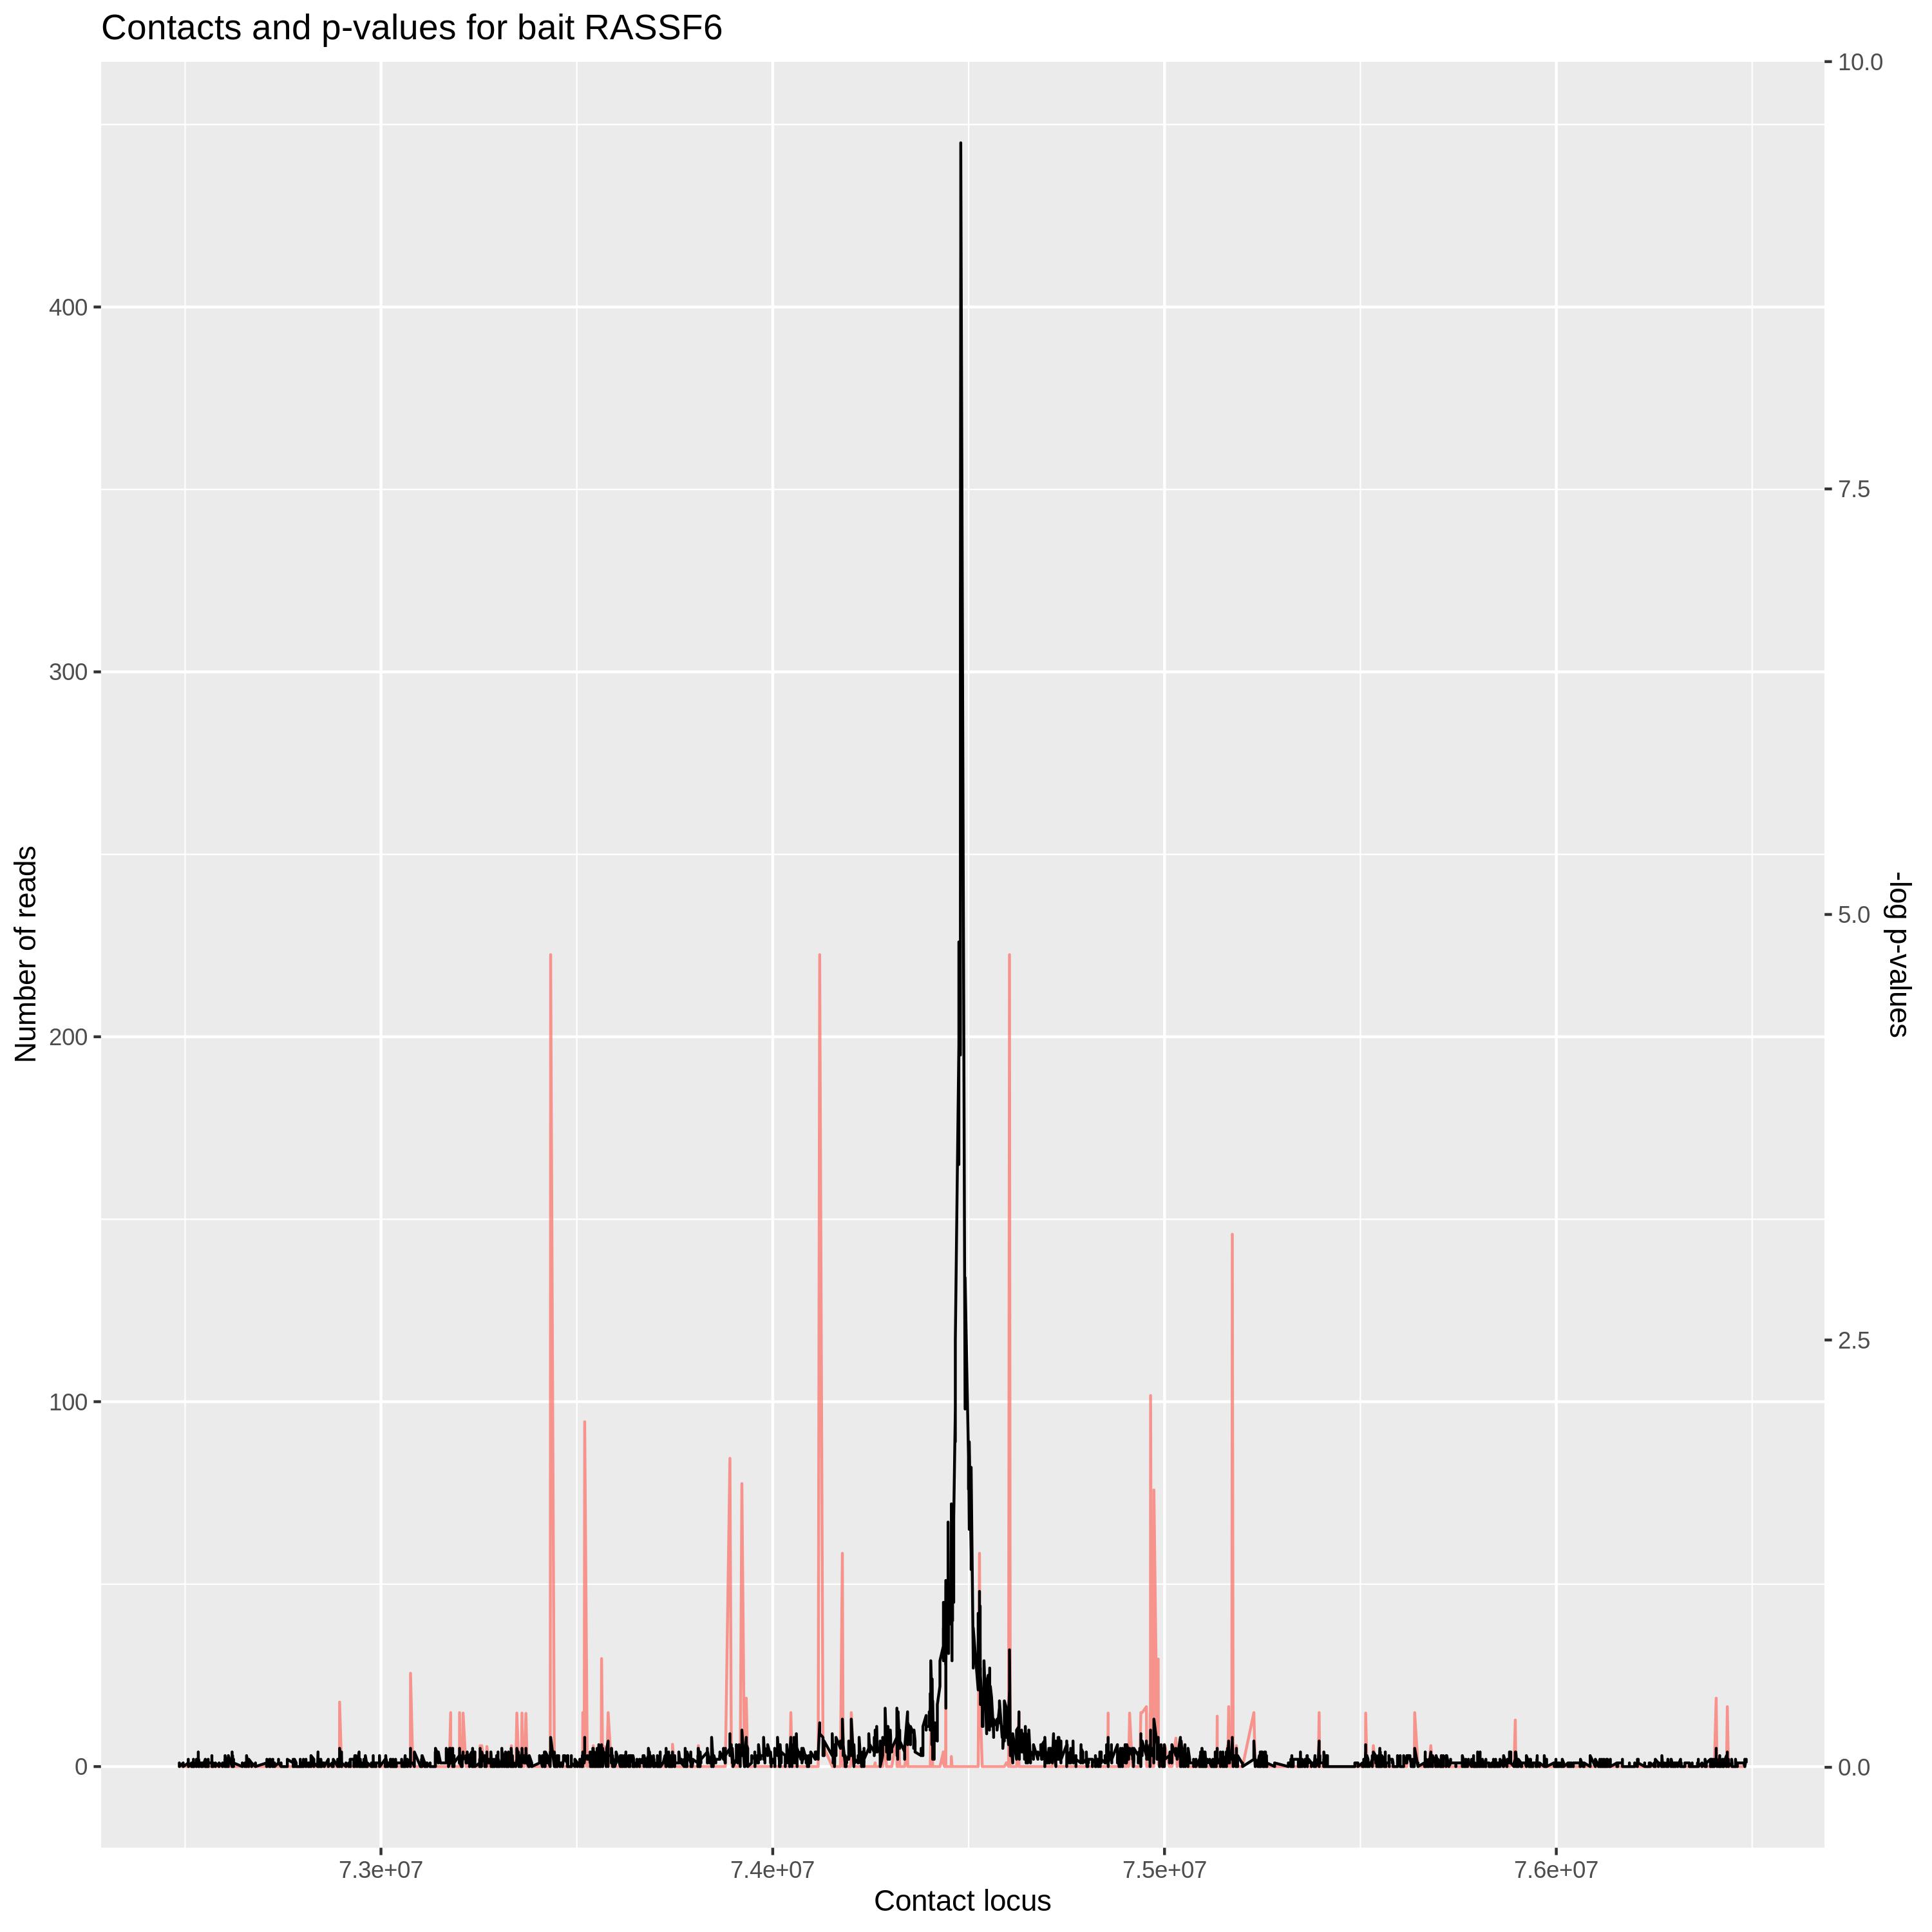 Contacts and p-values for bait RASSF6
10.0
400
7.5
300
Number of reads
5.0
-log p-values
200
2.5
100
0
0.0
7.3e+07 7.4e+07 7.5e+07 7.6e+07
Contact locus